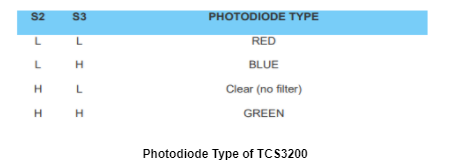 S2 S3 PHOTODIODE TYPE
L L RED
L H BLUE
H L Clear (no filter)
H H GREEN
Photodiode Type of TCS3200